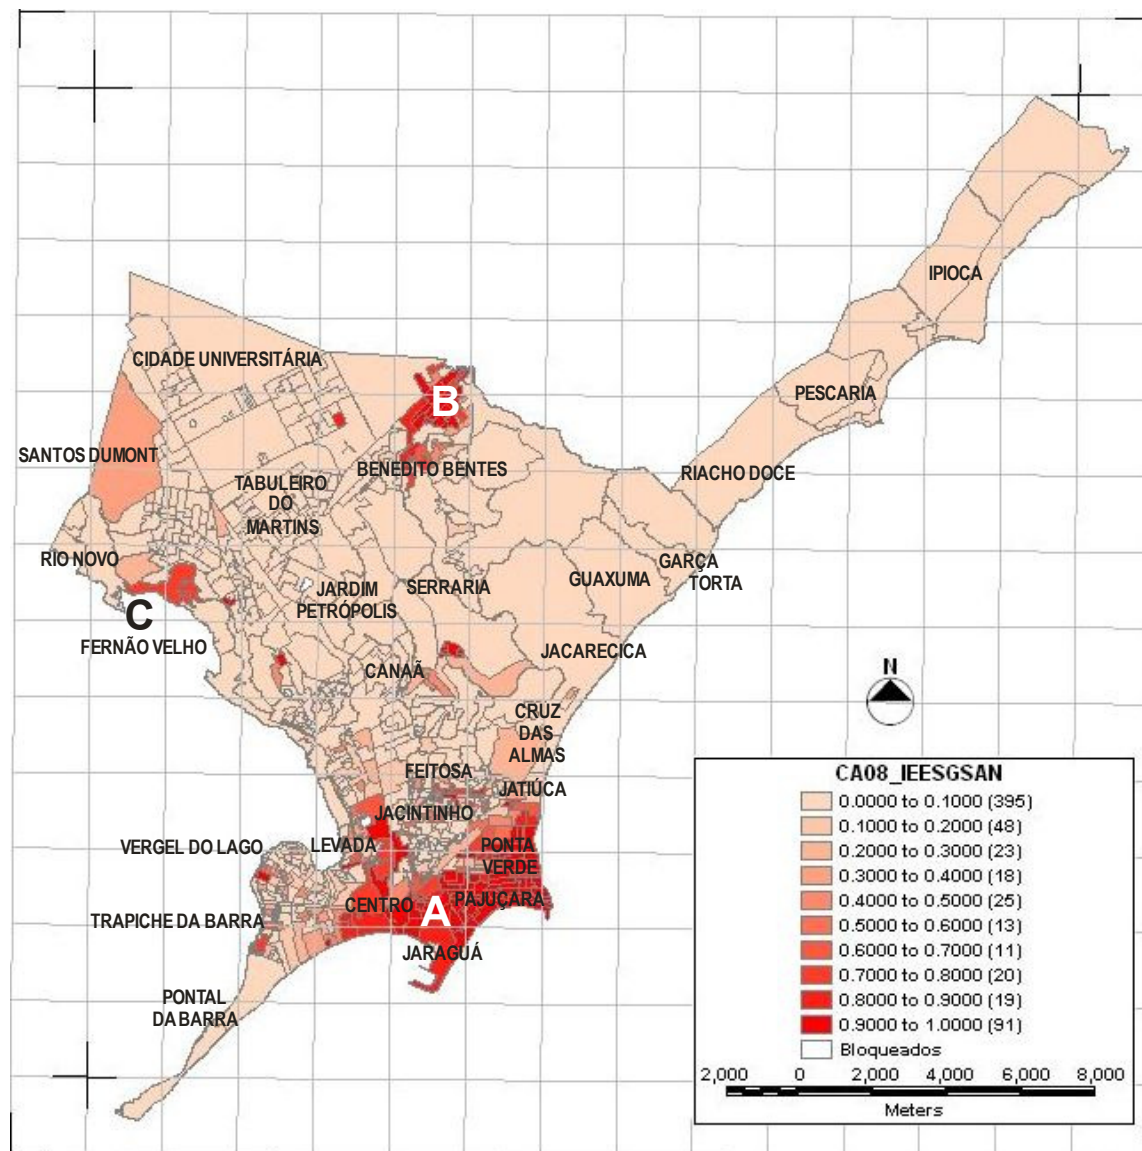 IPIOCA
CIDADE UNIVERSITÁRIA
PESCARIA
B
SANTOS DUMONT
BENEDITO BENTES
RIACHO DOCE
TABULEIRO
DO
MARTINS
RIO NOVO
GARÇA
TORTA
GUAXUMA
SERRARIA
JARDIM
PETRÓPOLIS
C
FERNÃO VELHO
JACARECICA
CANAÃ
N
CRUZ
DAS
ALMAS
FEITOSA
JATIÚCA
JACINTINHO
VERGEL DO LAGO
LEVADA
PONTA
VERDE
PAJUÇARA
CENTRO
A
TRAPICHE DA BARRA
JARAGUÁ
PONTAL
DA BARRA
CA08_IEESGSAN
0.0000 to 0.1000 (395)
0.1000 to 0.2000 (48)
0.2000 to 0.3000 (23)
0.3000 to 0.4000 (18)
0.4000 to 0.5000 (25)
0.5000 to 0.6000 (13)
0.6000 to 0.7000 (11)
0.7000 to 0.8000 (20)
0.8000 to 0.9000 (19)
0.9000 to 1.0000 (91)
Bloqueados
2,000 0 2,000 4,000 6,000 8,000
Meters